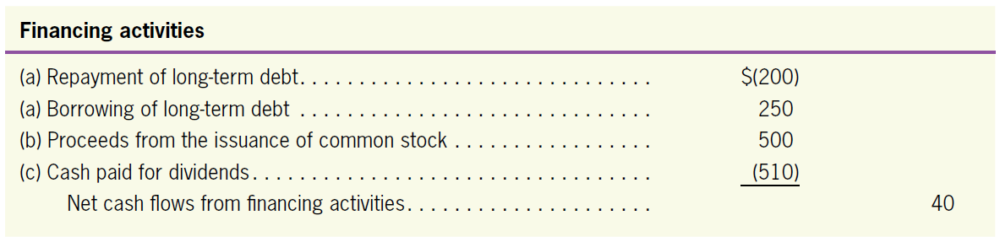 Financing activities
(a) Repayment of long-term debt. . . . . . . . . . . . . . . . . . . . . . . . . . . . . . $(200)
(a) Borrowing of long-term debt . . . . . . . . . . . . . . . . . . . . . . . . . . . . . . 250
(b) Proceeds from the issuance of common stock . . . . . . . . . . . . . . . . . 500
(c) Cash paid for dividends. . . . . . . . . . . . . . . . . . . . . . . . . . . . . . . . . . (510)
Net cash flows from financing activities. . . . . . . . . . . . . . . . . . . . . 40